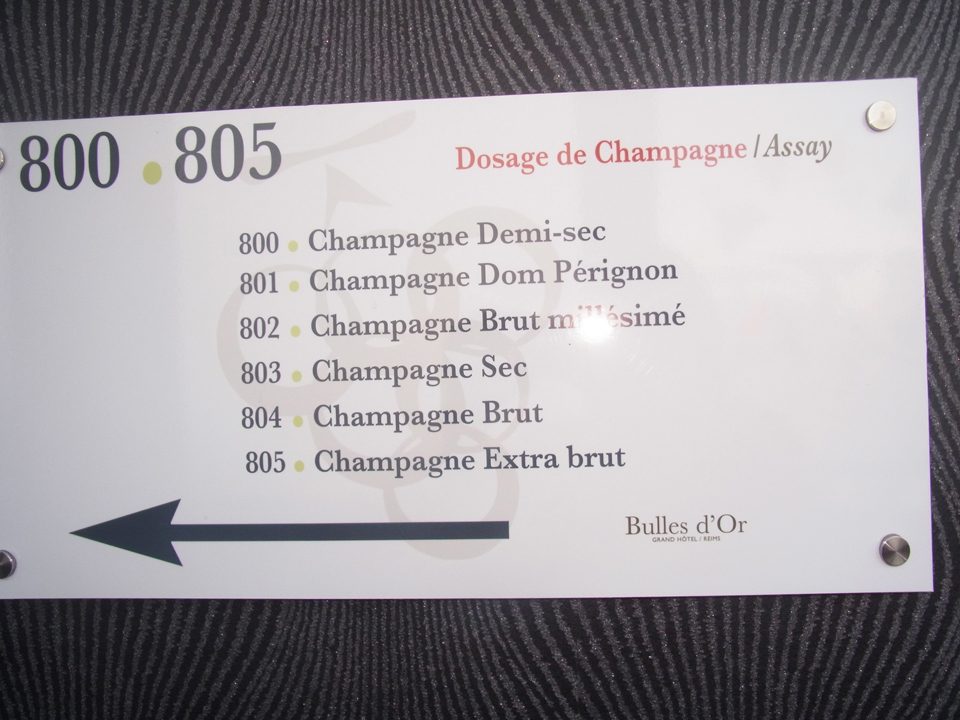 800 . 805
Dosage de Champagne / Assay
800 . Champagne Demi-sec
801 . Champagne Dom Pérignon
802 . Champagne Brut millésimé
803 . Champagne Sec
804 . Champagne Brut
805 . Champagne Extra brut
Bulles d'Or
GRAND HÔTEL / REIMS